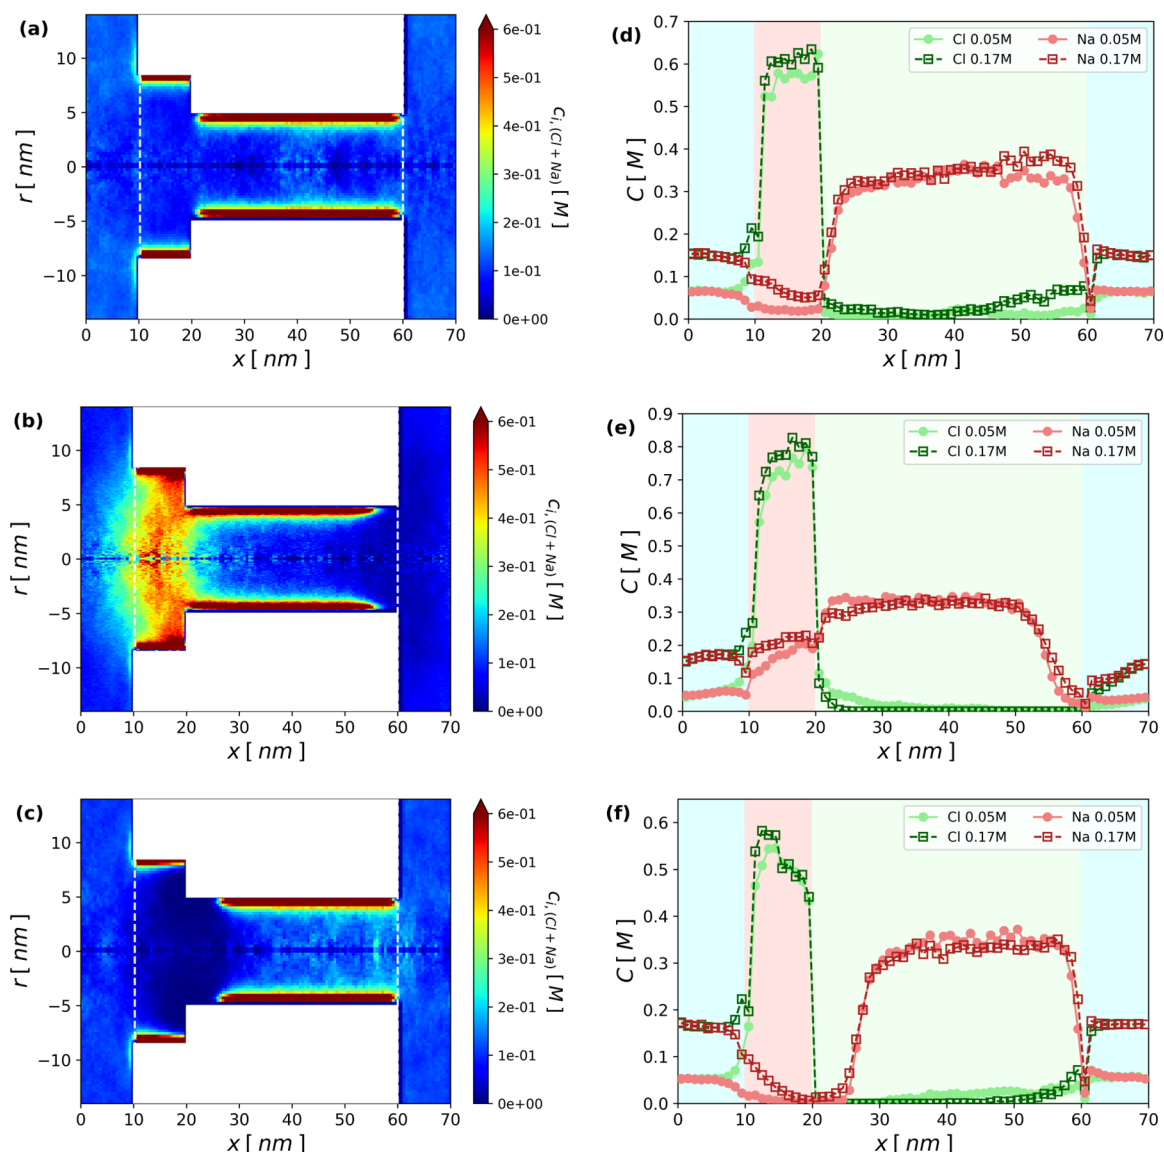 (a)
r [ nm ]
10
5
0
−5
−10
0 10 20 30 40 50 60 70
x [ nm ]
6e-01
5e-01
4e-01
3e-01
2e-01
1e-01
0e+00
Ci, (Cl + Na) [ M ]
(d)
C [ M ]
0.7
0.6
0.5
0.4
0.3
0.2
0.1
0.0
Cl 0.05M Na 0.05M
Cl 0.17M Na 0.17M
0 10 20 30 40 50 60 70
x [ nm ]
(b)
r [ nm ]
10
5
0
−5
−10
0 10 20 30 40 50 60 70
x [ nm ]
6e-01
5e-01
4e-01
3e-01
2e-01
1e-01
0e+00
Ci, (Cl + Na) [ M ]
(e)
C [ M ]
0.9
0.8
0.7
0.6
0.5
0.4
0.3
0.2
0.1
0.0
Cl 0.05M Na 0.05M
Cl 0.17M Na 0.17M
0 10 20 30 40 50 60 70
x [ nm ]
(c)
r [ nm ]
10
5
0
−5
−10
0 10 20 30 40 50 60 70
x [ nm ]
6e-01
5e-01
4e-01
3e-01
2e-01
1e-01
0e+00
Ci, (Cl + Na) [ M ]
(f)
C [ M ]
0.6
0.5
0.4
0.3
0.2
0.1
0.0
Cl 0.05M Na 0.05M
Cl 0.17M Na 0.17M
0 10 20 30 40 50 60 70
x [ nm ]